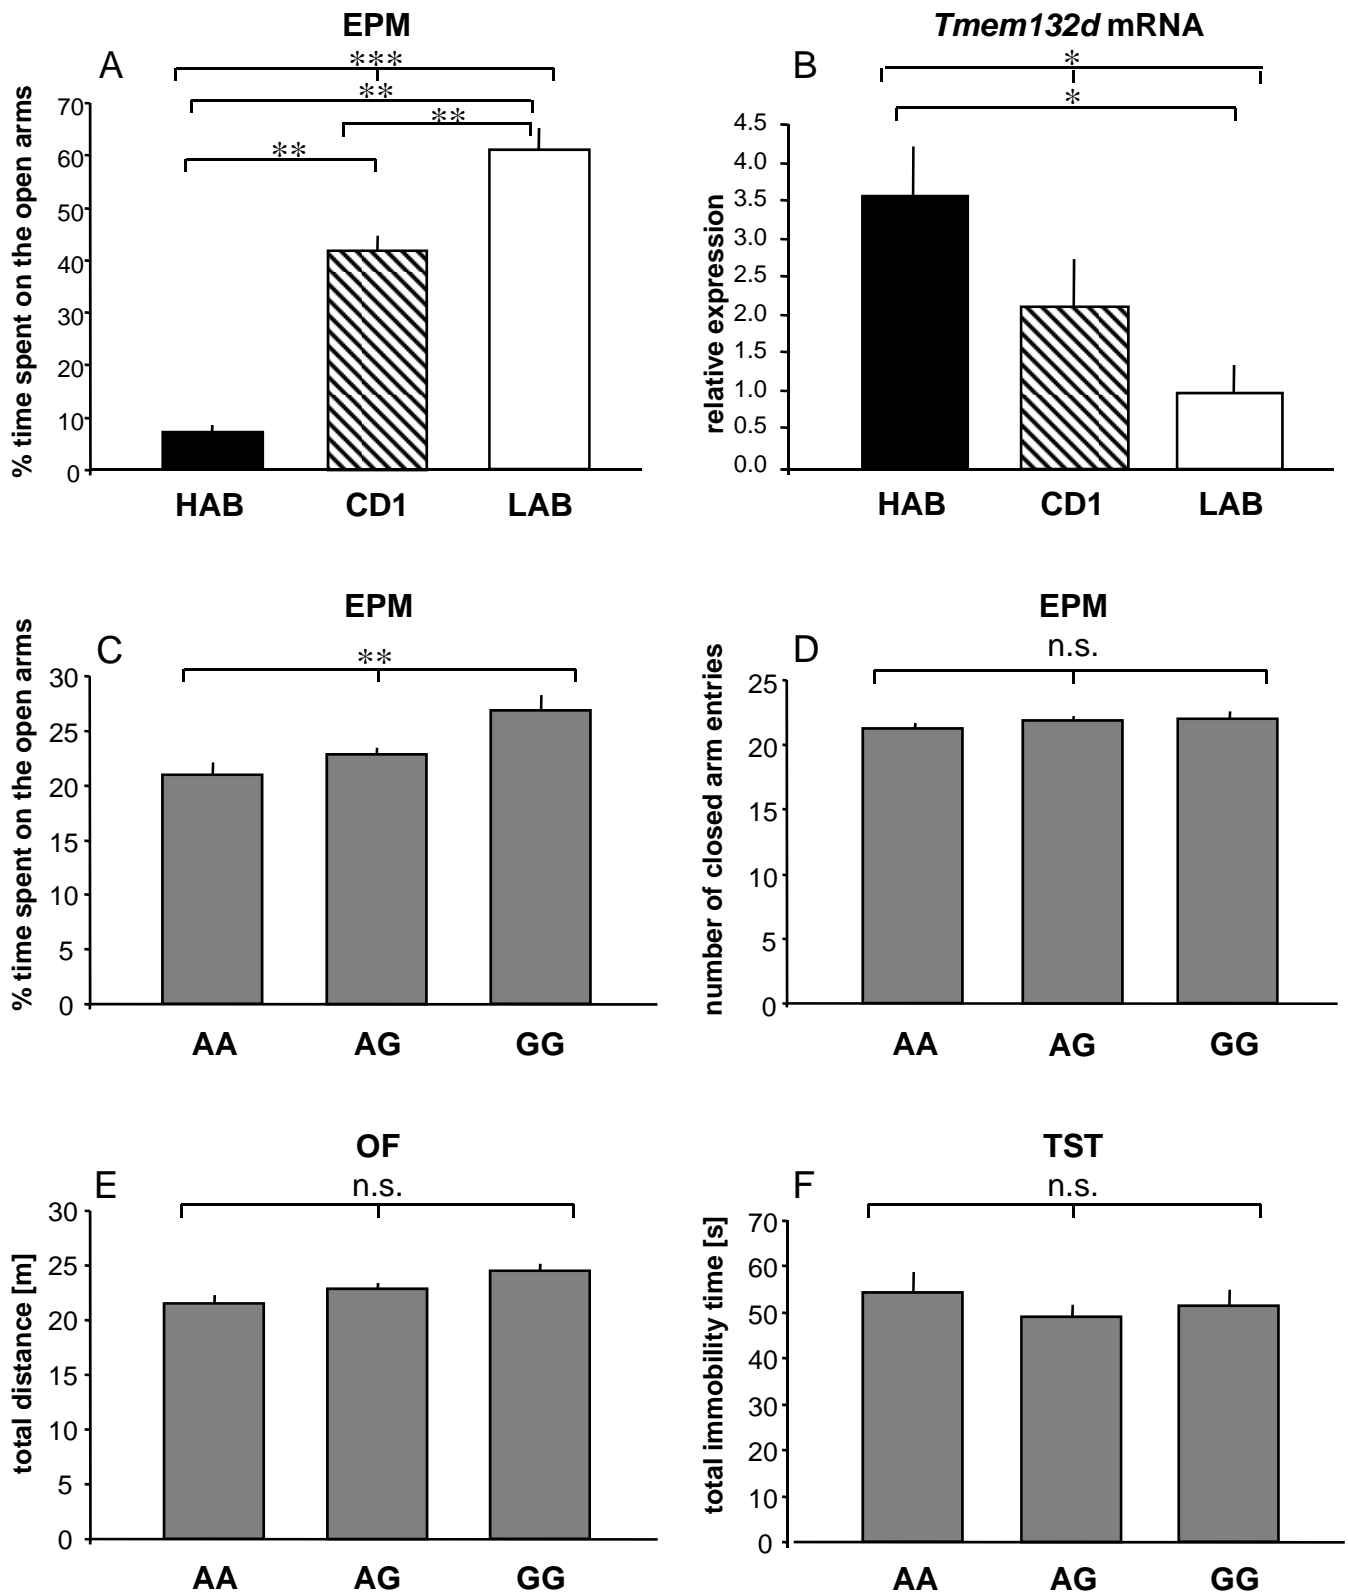 EPM
A
***
**
**
**
% time spent on the open arms
70
60
50
40
30
20
10
0
HAB CD1 LAB
Tmem132d mRNA
B
*
*
relative expression
4.5
4.0
3.5
3.0
2.5
2.0
1.5
1.0
0.5
0.0
HAB CD1 LAB
EPM
C
**
% time spent on the open arms
30
25
20
15
10
5
0
AA AG GG
EPM
D
n.s.
number of closed arm entries
25
20
15
10
5
0
AA AG GG
OF
E
n.s.
total distance [m]
30
25
20
15
10
5
0
AA AG GG
TST
F
n.s.
total immobility time [s]
70
60
50
40
30
20
10
0
AA AG GG